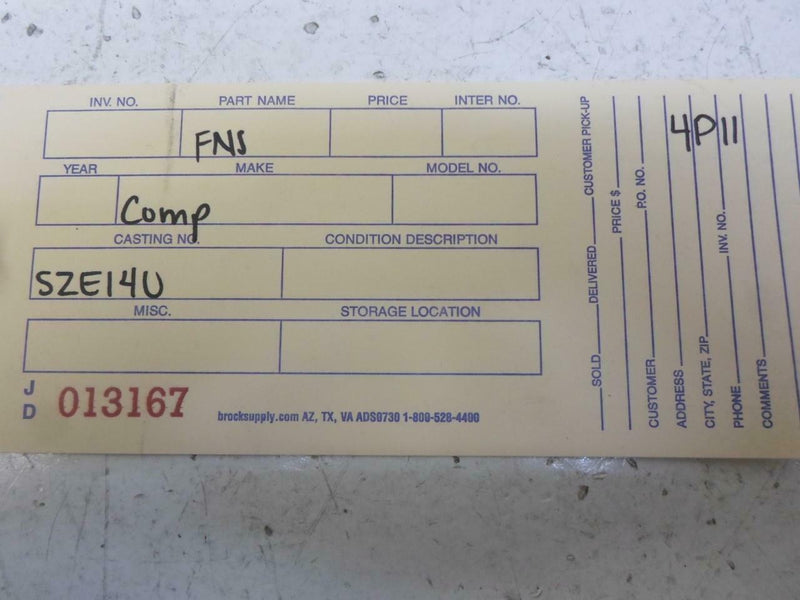 INV. NO. PART NAME PRICE INTER NO.
FNS
YEAR MAKE MODEL NO.
Comp
CASTING NO. CONDITION DESCRIPTION
SZE14U
MISC. STORAGE LOCATION
J
D
013167
brocksupply.com AZ, TX, VA ADS0730 1-800-528-4400
SOLD DELIVERED CUSTOMER PICK-UP
PRICE $
CUSTOMER P.O. NO.
ADDRESS
CITY, STATE, ZIP
PHONE INV. NO.
COMMENTS
4P11